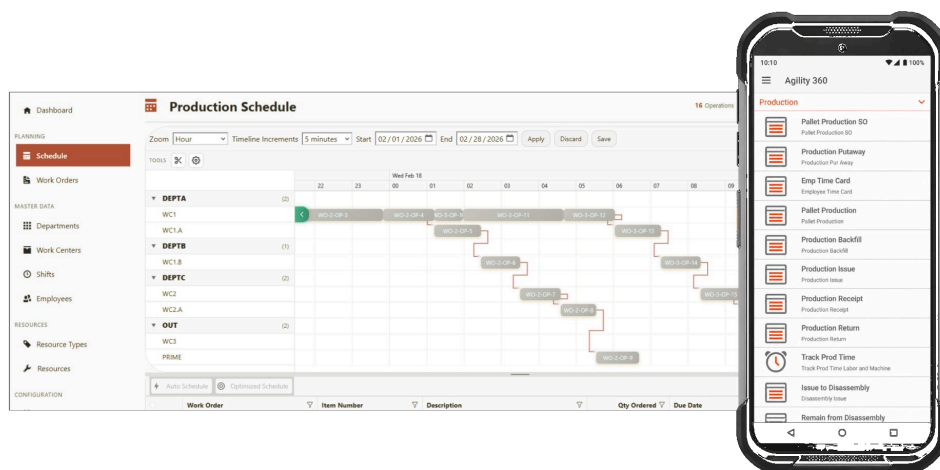 Dashboard
PLANNING
Schedule
Work Orders
MASTER DATA
Departments
Work Centers
Shifts
Employees
RESOURCES
Resource Types
Resources
CONFIGURATION
Production Schedule
16 Operations
Zoom Hour Timeline Increments 5 minutes Start 02/01/2026 End 02/28/2026 Apply Discard Save
TOOLS
Wed Feb 18
22 23 00 01 02 03 04 05 06 07 08 09
DEPTA (2)
WC1 WO-2-OP-3 WO-2-OP-4 WO-2-OP-11 WO-3-OP-12
WC1.A WO-2-OP-5 WO-3-OP-13
DEPTB (1)
WC1.B WO-2-OP-6 WO-3-OP-14
DEPTC (2)
WC2 WO-2-OP-7 WO-3-OP-15
WC2.A WO-2-OP-8
OUT (2)
WC3
PRIME WO-2-OP-9
Auto Schedule Optimized Schedule
Work Order Item Number Description Qty Ordered Due Date
10:10 100%
Agility 360
Production
Pallet Production SO
Pallet Production SO
Production Putaway
Production Pur Away
Emp Time Card
Employee Time Card
Pallet Production
Pallet Production
Production Backfill
Production Backfill
Production Issue
Production Issue
Production Receipt
Production Receipt
Production Return
Production Return
Track Prod Time
Track Prod Time Labor and Machine
Issue to Disassembly
Disassembly Issue
Remain from Disassembly